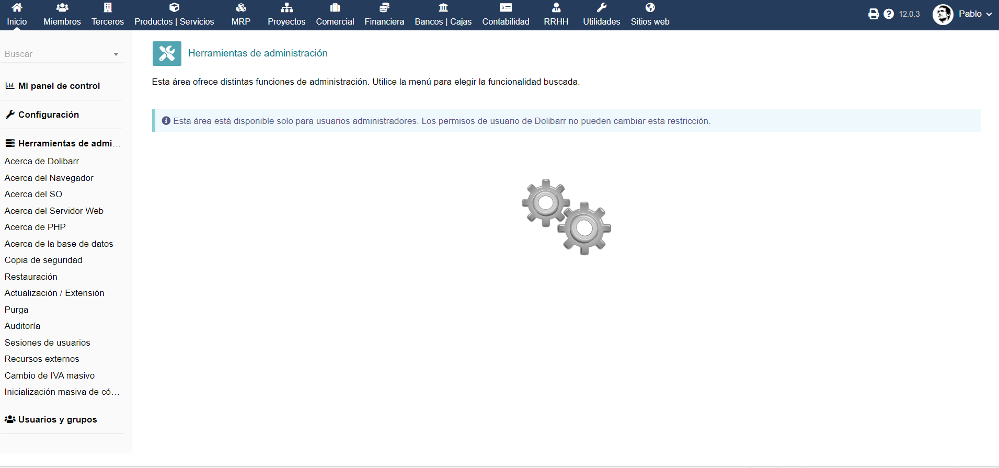 Inicio
Miembros
Terceros
Productos | Servicios
MRP
Proyectos
Comercial
Financiera
Bancos | Cajas
Contabilidad
RRHH
Utilidades
Sitios web
12.0.3
Pablo
Buscar
Mi panel de control
Configuración
Herramientas de admi...
Acerca de Dolibarr
Acerca del Navegador
Acerca del SO
Acerca del Servidor Web
Acerca de PHP
Acerca de la base de datos
Copia de seguridad
Restauración
Actualización / Extensión
Purga
Auditoría
Sesiones de usuarios
Recursos externos
Cambio de IVA masivo
Inicialización masiva de có...
Usuarios y grupos
Herramientas de administración
Esta área ofrece distintas funciones de administración. Utilice la menú para elegir la funcionalidad buscada.
Esta área está disponible solo para usuarios administradores. Los permisos de usuario de Dolibarr no pueden cambiar esta restricción.